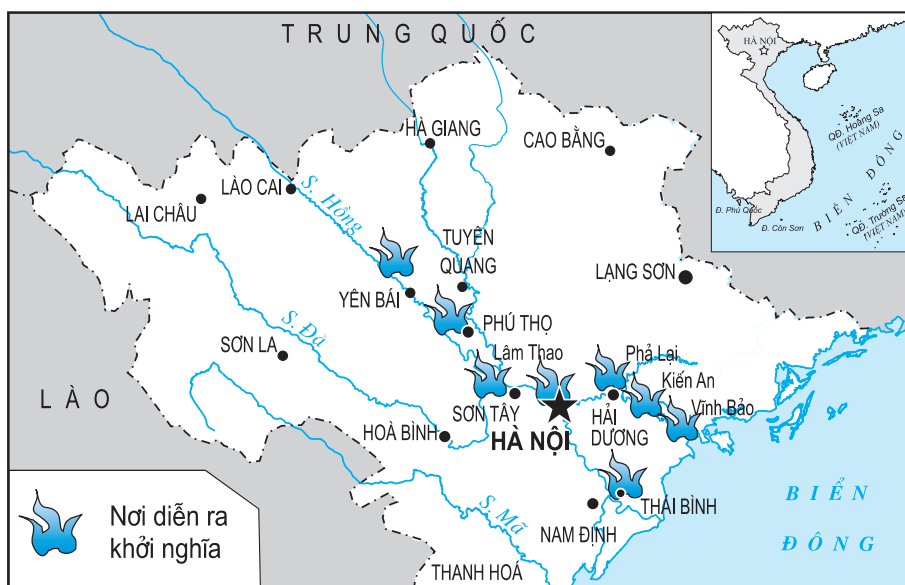 TRUNG QUỐC
HÀ NỘI
QĐ. Hoàng Sa
(VIỆT NAM)
BIỂN ĐÔNG
Đ. Phú Quốc
Đ. Côn Sơn
QĐ. Trường Sa
(VIỆT NAM)
HÀ GIANG
CAO BẰNG
LÀO CAI
LAI CHÂU
S. Hồng
TUYÊN
QUANG
LẠNG SƠN
YÊN BÁI
PHÚ THỌ
S. Đà
SƠN LA
Lâm Thao
Phả Lại
Kiến An
Vĩnh Bảo
LÀO
SƠN TÂY
HÀ NỘI
HẢI
DƯƠNG
HOÀ BÌNH
S. Mã
THÁI BÌNH
NAM ĐỊNH
THANH HOÁ
BIỂN
ĐÔNG
Nơi diễn ra
khởi nghĩa